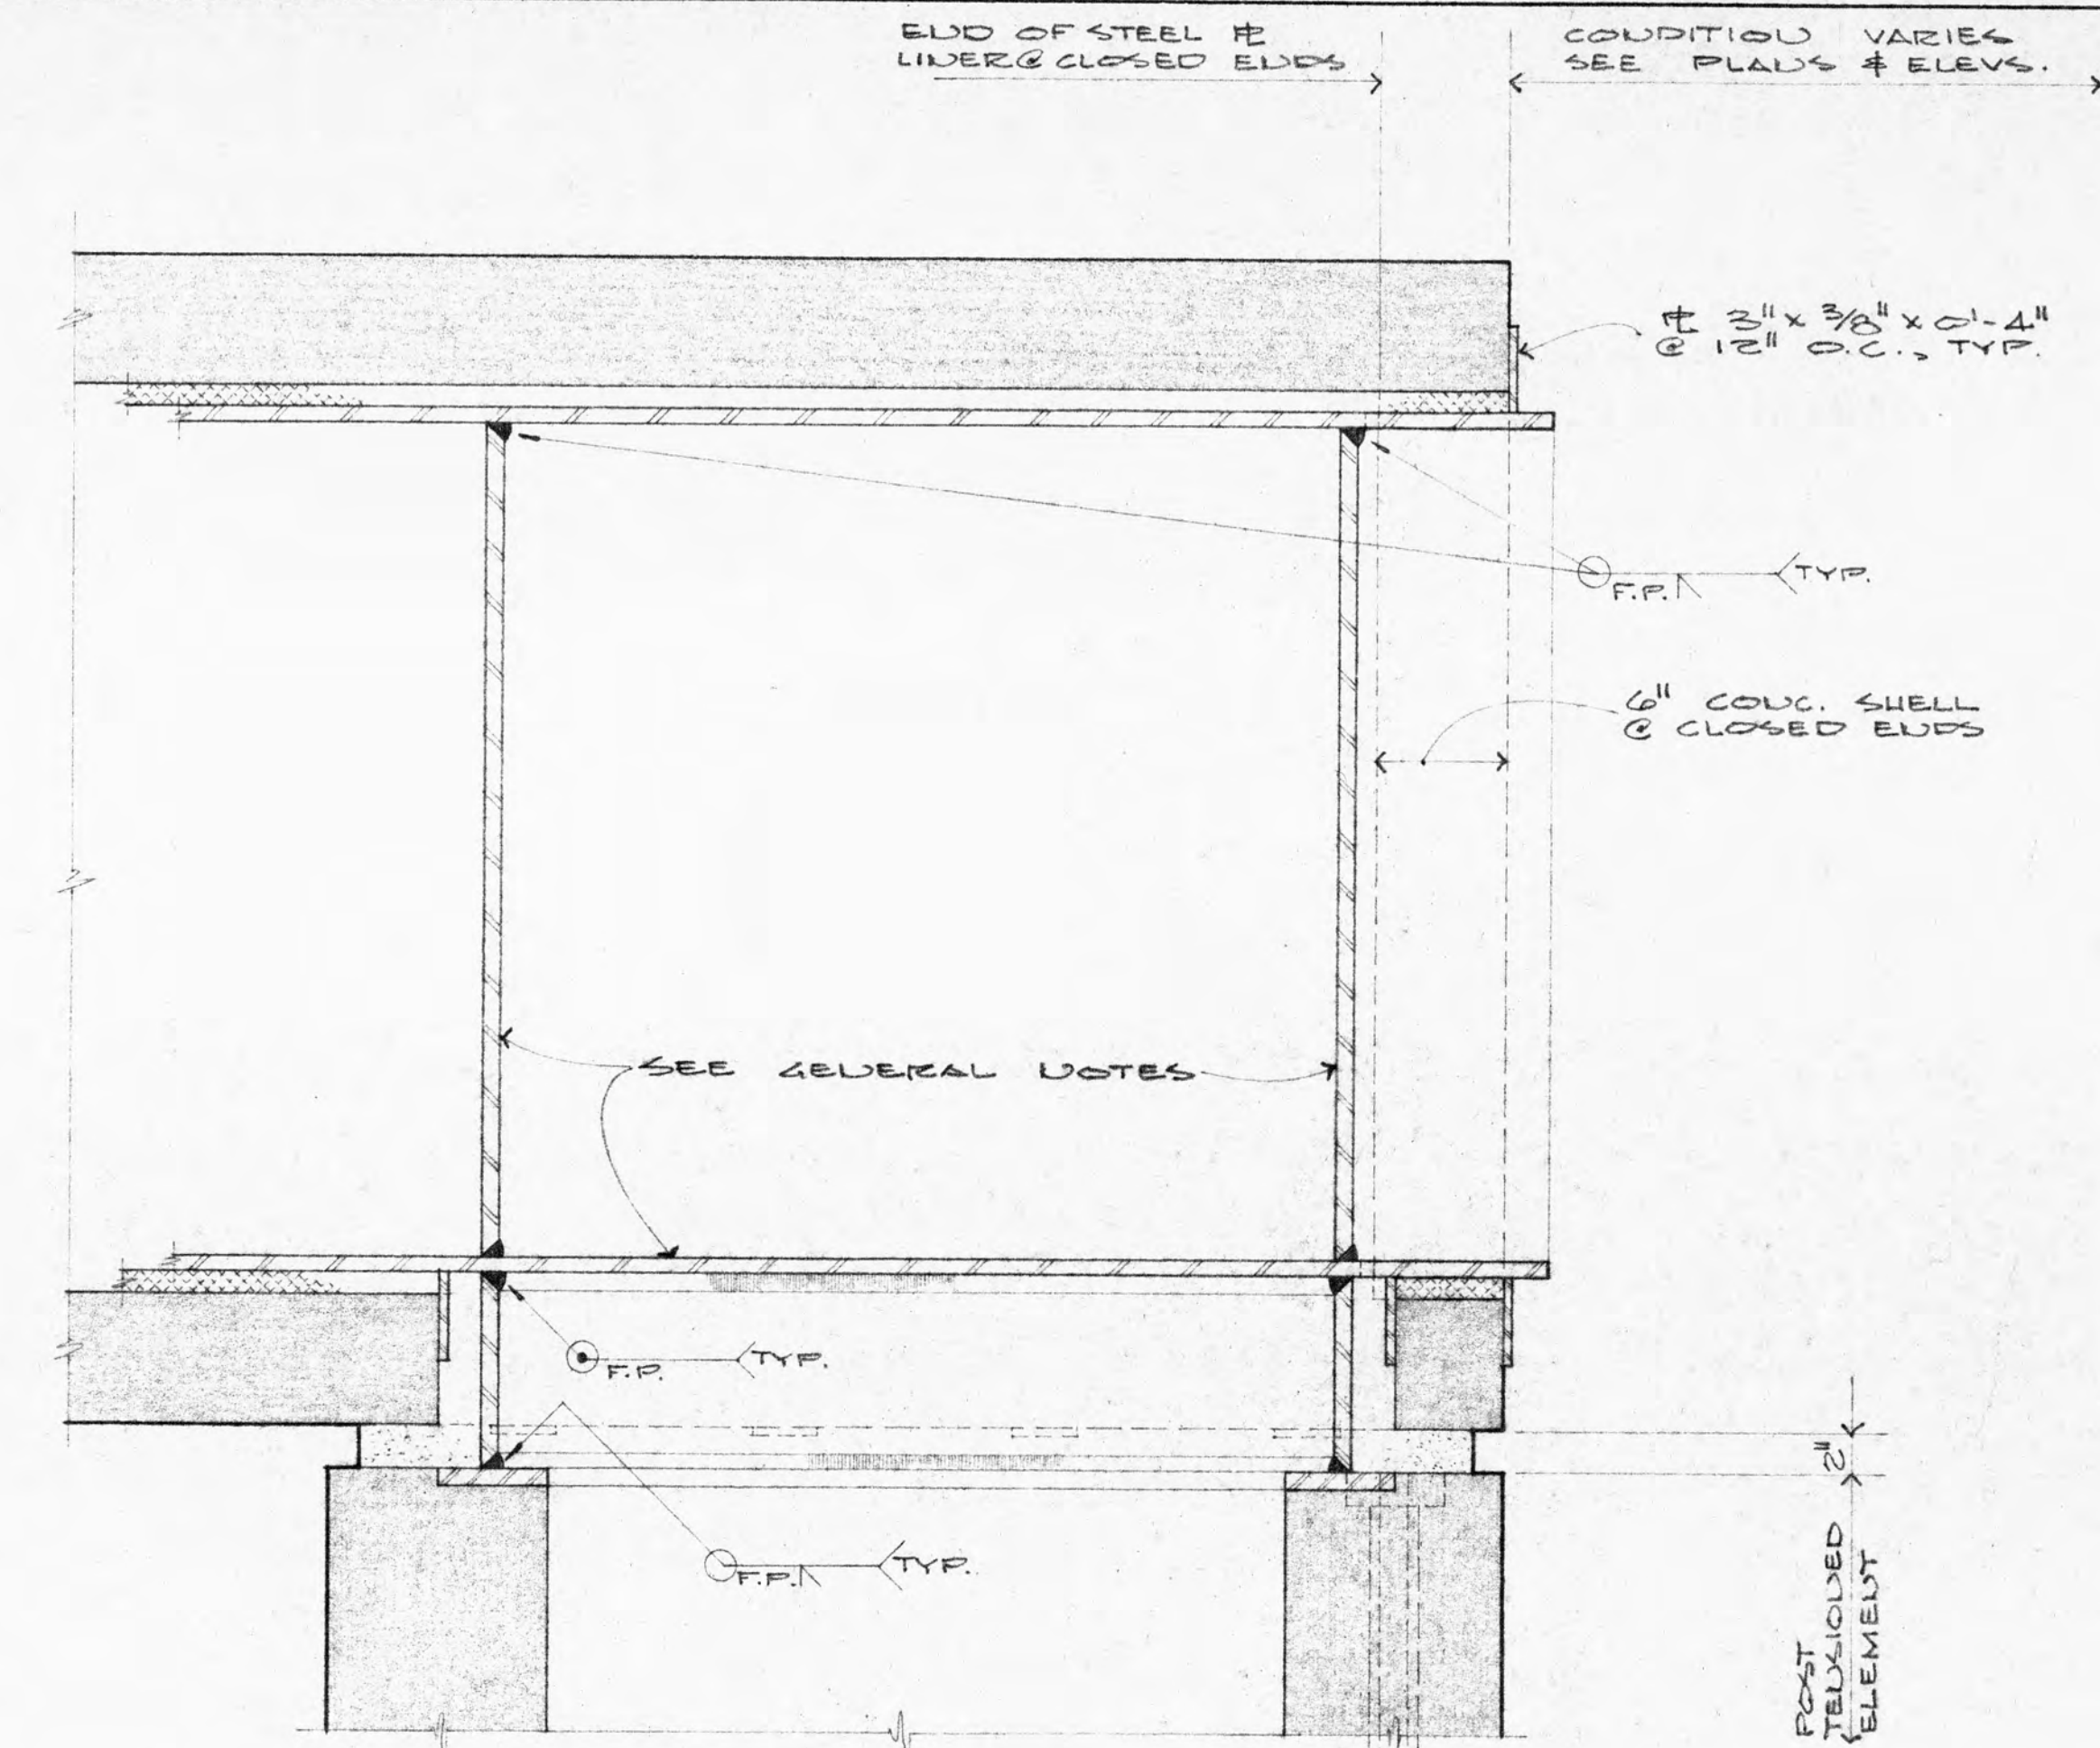 END OF STEEL ℄
LINER @ CLOSED ENDS
CONDITION VARIES
SEE PLANS & ELEVS.
℄ 3" x 3/8" x 0'-4"
@ 12" O.C., TYP.
F.P. TYP.
6" CONC. SHELL
@ CLOSED ENDS
SEE GENERAL NOTES
F.P. TYP.
F.P. TYP.
2"
POST
TENSIONED
ELEMENT